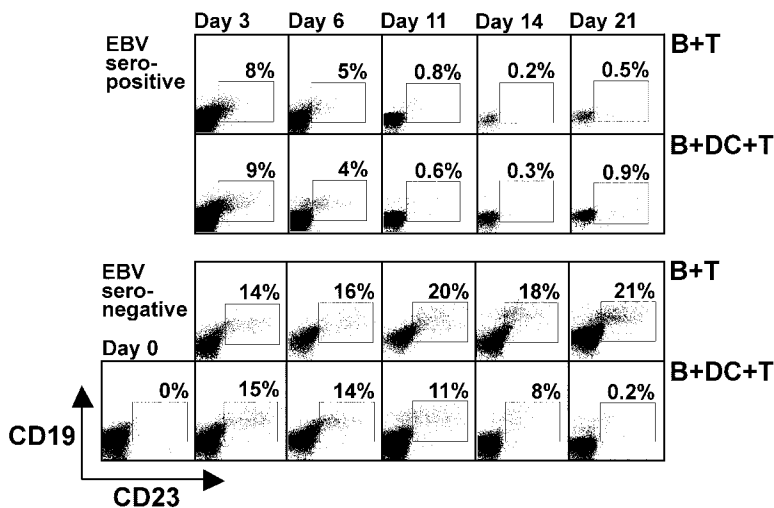 Day 3 Day 6 Day 11 Day 14 Day 21
EBV
sero-
positive
B+T
8% 5% 0.8% 0.2% 0.5%
B+DC+T
9% 4% 0.6% 0.3% 0.9%
EBV
sero-
negative
B+T
14% 16% 20% 18% 21%
Day 0
B+DC+T
0% 15% 14% 11% 8% 0.2%
CD19
CD23